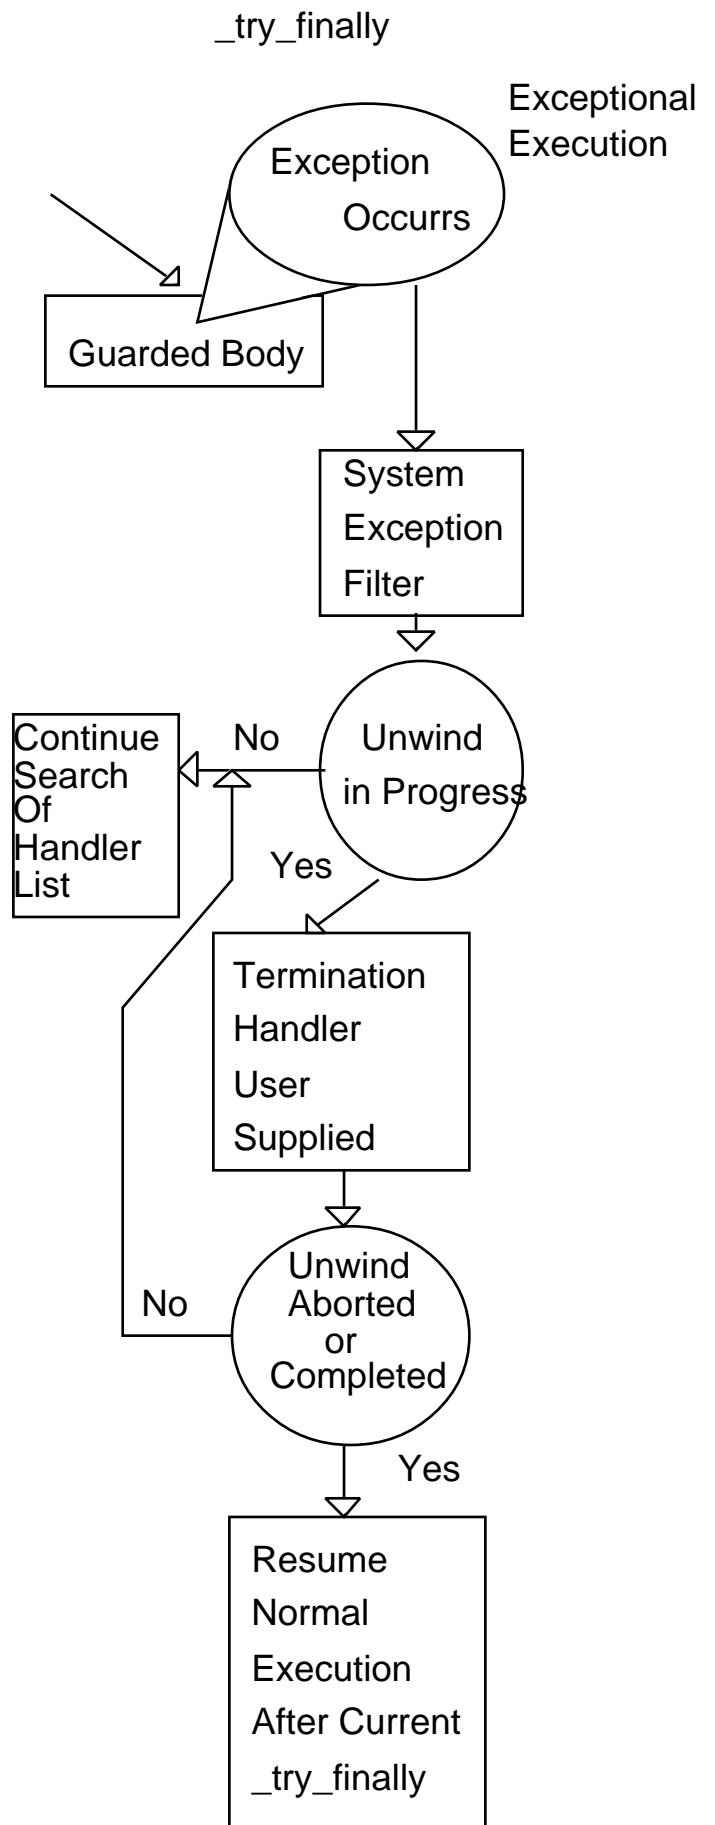 _try_finally
Exceptional
Execution
Exception
Occurrs
Guarded Body
System
Exception
Filter
Unwind
in Progress
No
Continue
Search
Of
Handler
List
Yes
Termination
Handler
User
Supplied
Unwind
Aborted
or
Completed
No
Yes
Resume
Normal
Execution
After Current
_try_finally